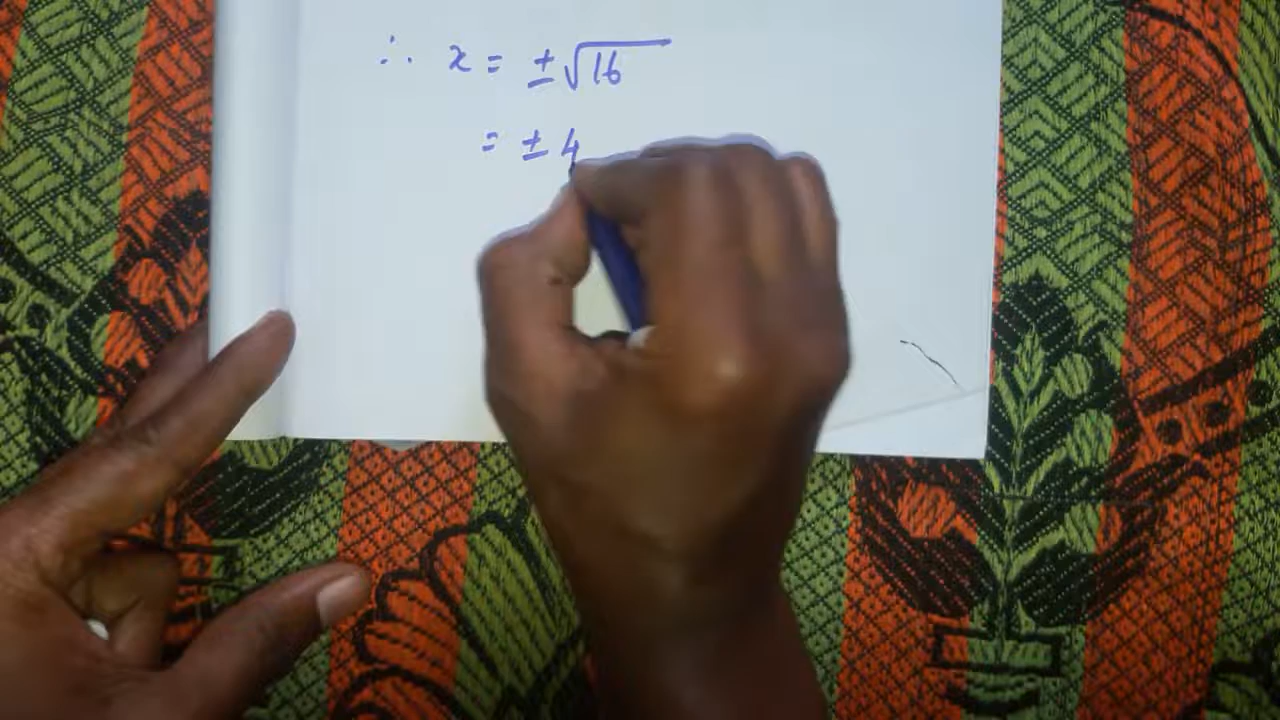 ∴ x = ±√16
= ± 4